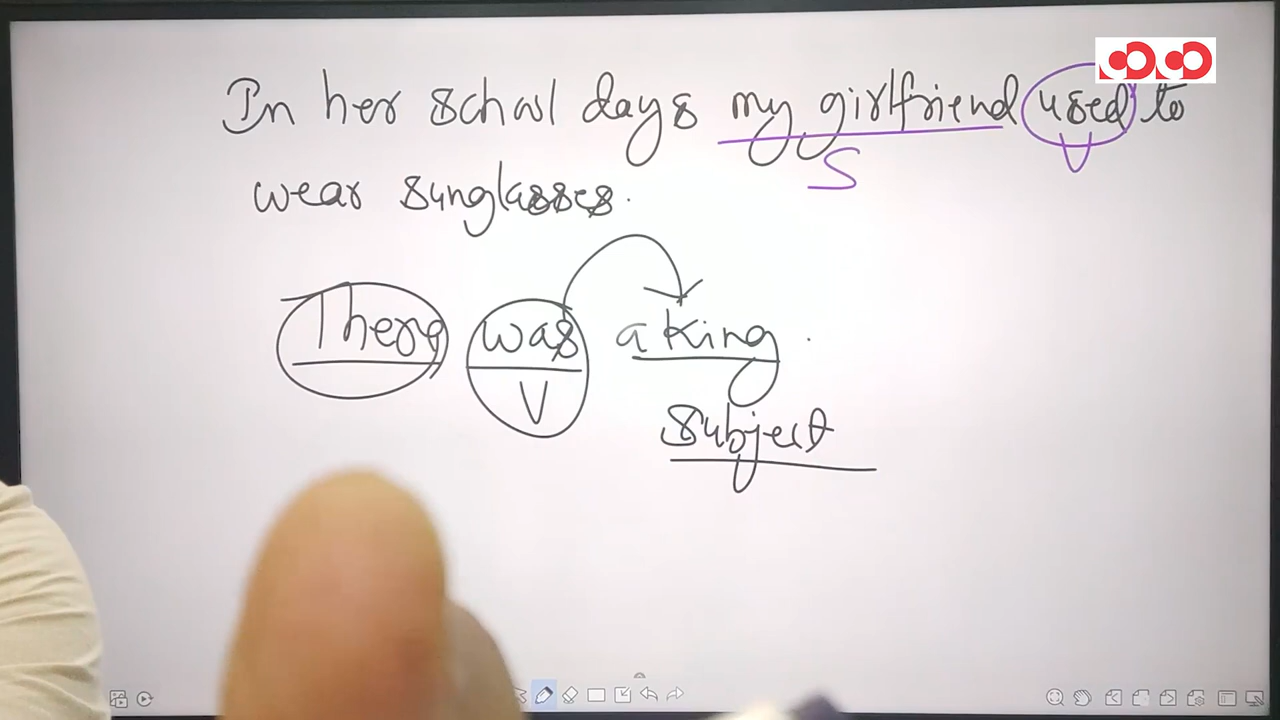 In her school days my girlfriend used to
S V
wear sunglasses.
There was a king.
V
Subject